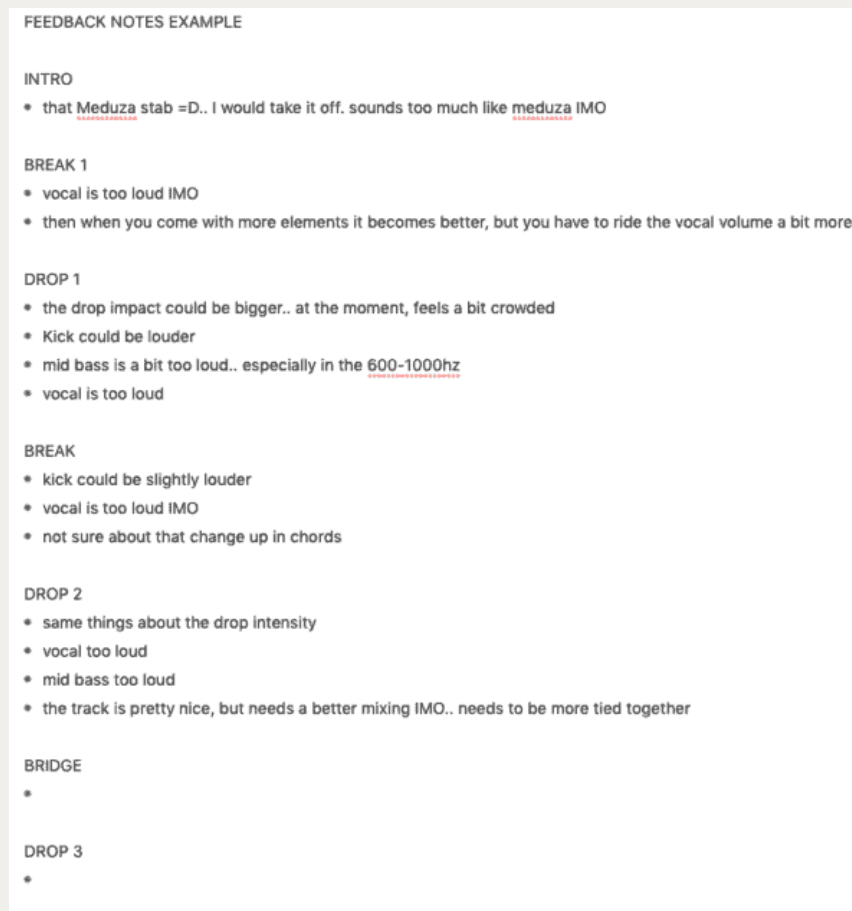 FEEDBACK NOTES EXAMPLE
INTRO
• that Meduza stab =D.. I would take it off. sounds too much like meduza IMO
BREAK 1
• vocal is too loud IMO
• then when you come with more elements it becomes better, but you have to ride the vocal volume a bit more
DROP 1
• the drop impact could be bigger.. at the moment, feels a bit crowded
• Kick could be louder
• mid bass is a bit too loud.. especially in the 600-1000hz
• vocal is too loud
BREAK
• kick could be slightly louder
• vocal is too loud IMO
• not sure about that change up in chords
DROP 2
• same things about the drop intensity
• vocal too loud
• mid bass too loud
• the track is pretty nice, but needs a better mixing IMO.. needs to be more tied together
BRIDGE
•
DROP 3
•